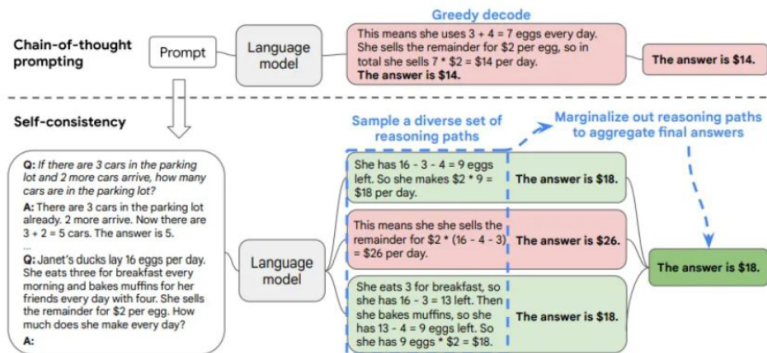 Greedy decode
Chain-of-thought
prompting
Prompt
Language
model
This means she uses 3 + 4 = 7 eggs every day.
She sells the remainder for $2 per egg, so in
total she sells 7 * $2 = $14 per day.
The answer is $14.
The answer is $14.
Self-consistency
Sample a diverse set of
reasoning paths
Marginalize out reasoning paths
to aggregate final answers
Q: If there are 3 cars in the parking
lot and 2 more cars arrive, how many
cars are in the parking lot?
A: There are 3 cars in the parking lot
already. 2 more arrive. Now there are
3 + 2 = 5 cars. The answer is 5.
...
Q: Janet's ducks lay 16 eggs per day.
She eats three for breakfast every
morning and bakes muffins for her
friends every day with four. She sells
the remainder for $2 per egg. How
much does she make every day?
A:
Language
model
She has 16 - 3 - 4 = 9 eggs
left. So she makes $2 * 9 =
$18 per day.
The answer is $18.
This means she she sells the
remainder for $2 * (16 - 4 - 3)
= $26 per day.
The answer is $26.
She eats 3 for breakfast, so
she has 16 - 3 = 13 left. Then
she bakes muffins, so she
has 13 - 4 = 9 eggs left. So
she has 9 eggs * $2 = $18.
The answer is $18.
The answer is $18.